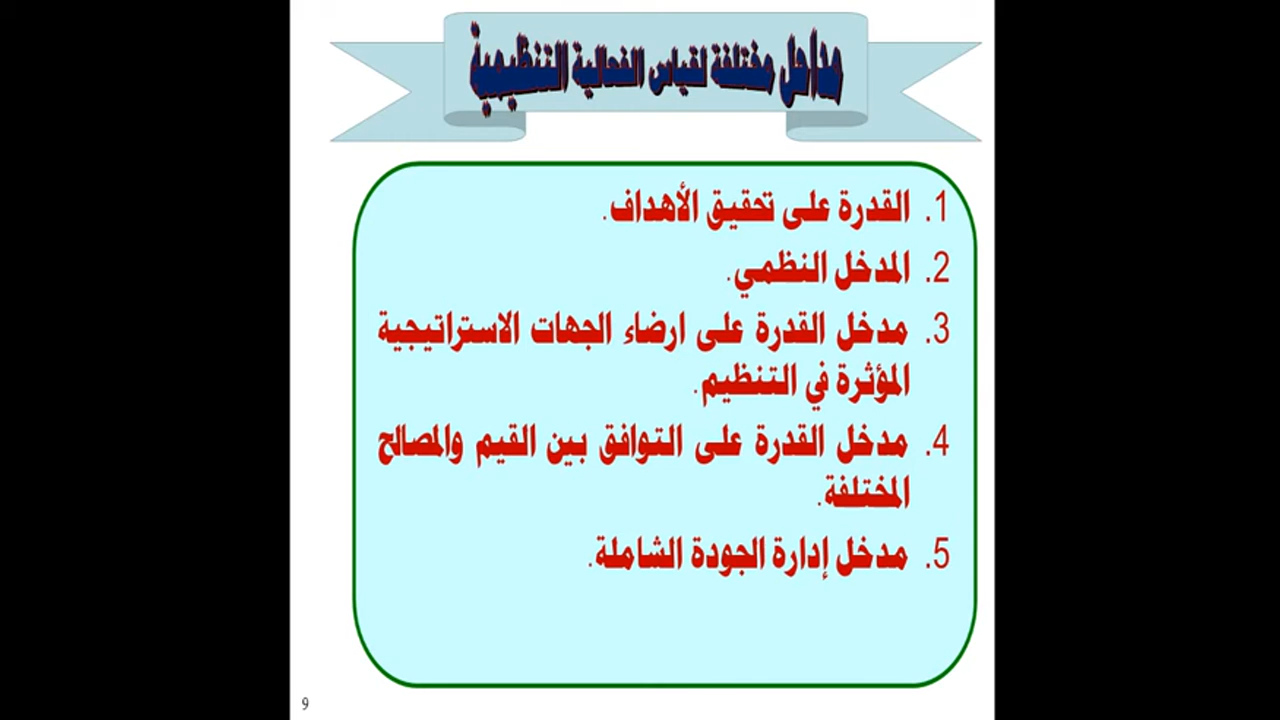 مداخل مختلفة لقياس الفعالية التنظيمية
1. القدرة على تحقيق الأهداف.
2. المدخل النظمي.
3. مدخل القدرة على ارضاء الجهات الاستراتيجية
المؤثرة في التنظيم.
4. مدخل القدرة على التوافق بين القيم والمصالح
المختلفة.
5. مدخل إدارة الجودة الشاملة.
9